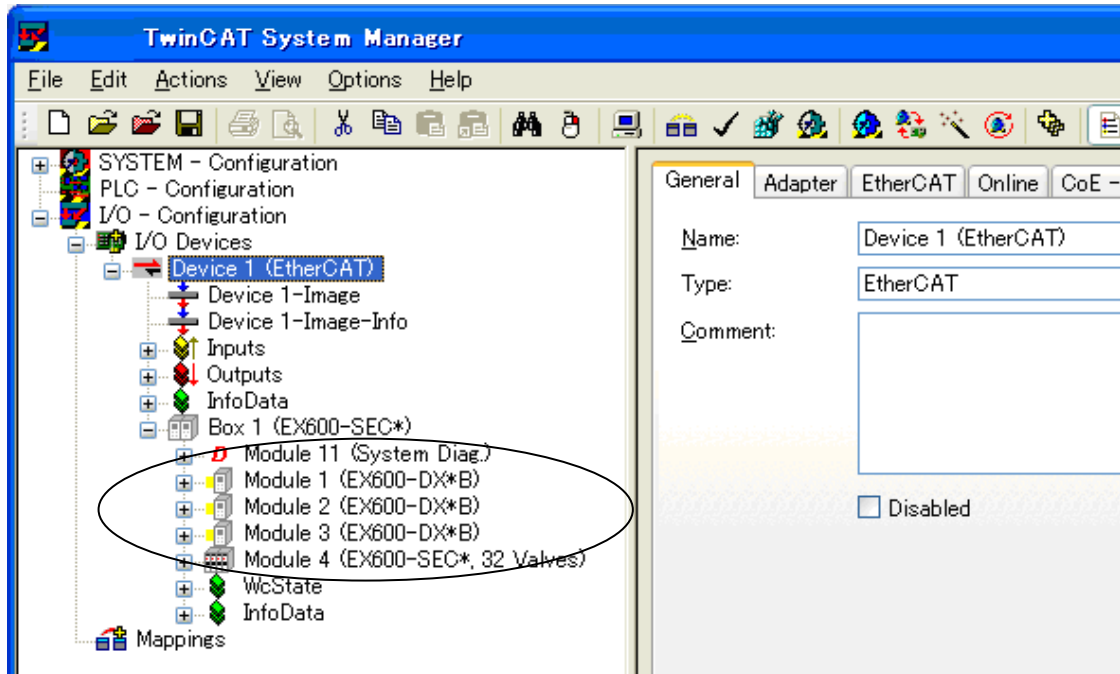 TwinCAT System Manager
File Edit Actions View Options Help
SYSTEM - Configuration
PLC - Configuration
I/O - Configuration
I/O Devices
Device 1 (EtherCAT)
Device 1-Image
Device 1-Image-Info
Inputs
Outputs
InfoData
Box 1 (EX600-SEC*)
D Module 11 (System Diag.)
Module 1 (EX600-DX*B)
Module 2 (EX600-DX*B)
Module 3 (EX600-DX*B)
Module 4 (EX600-SEC*, 32 Valves)
WcState
InfoData
Mappings
General Adapter EtherCAT Online CoE -
Name: Device 1 (EtherCAT)
Type: EtherCAT
Comment:
Disabled